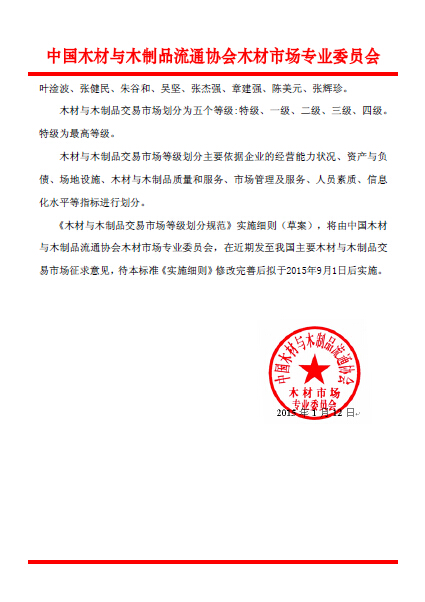 中国木材与木制品流通协会木材市场专业委员会
叶淦波、张健民、朱谷和、吴坚、张杰强、章建强、陈美元、张辉珍。
木材与木制品交易市场划分为五个等级:特级、一级、二级、三级、四级。
特级为最高等级。
木材与木制品交易市场等级划分主要依据企业的经营能力状况、资产与负
债、场地设施、木材与木制品质量和服务、市场管理及服务、人员素质、信息
化水平等指标进行划分。
《木材与木制品交易市场等级划分规范》实施细则（草案），将由中国木材
与木制品流通协会木材市场专业委员会，在近期发至我国主要木材与木制品交
易市场征求意见，待本标准《实施细则》修改完善后拟于2015年9月1日后实施。
中国木材与木制品流通协会
木材市场
专业委员会
2015年1月12日